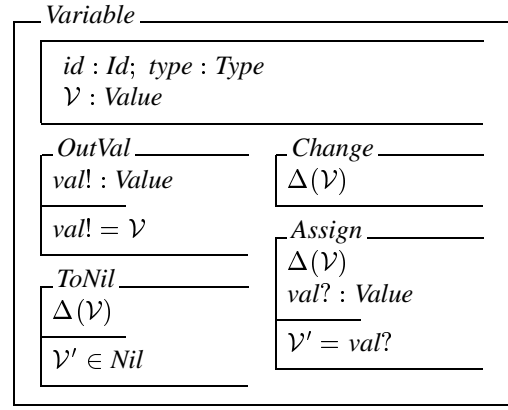 Variable
id : Id; type : Type
𝒱 : Value
OutVal
val! : Value
val! = 𝒱
ToNil
Δ(𝒱)
𝒱′ ∈ Nil
Change
Δ(𝒱)
Assign
Δ(𝒱)
val? : Value
𝒱′ = val?